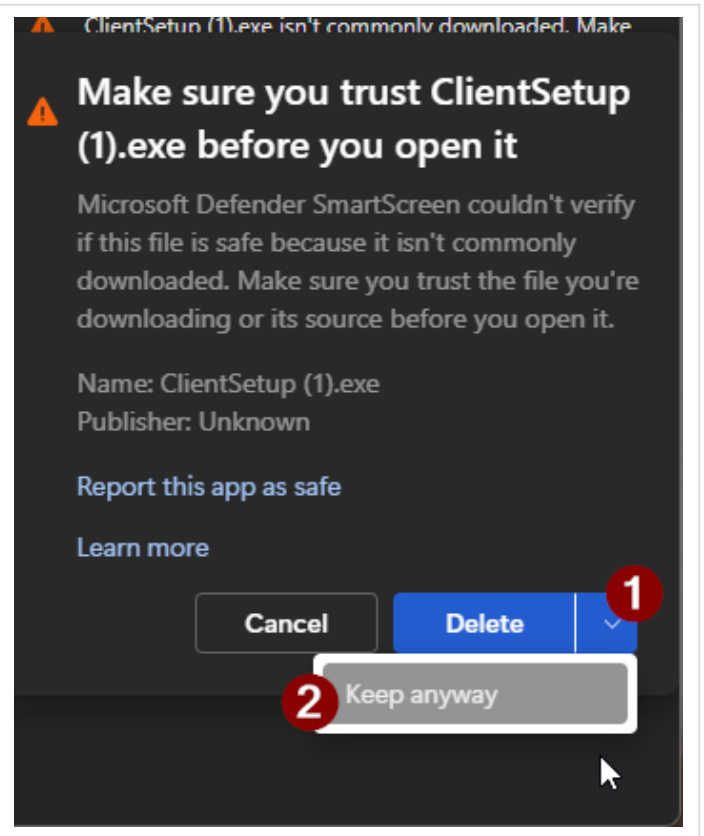 ClientSetup (1).exe isn't commonly downloaded. Make
Make sure you trust ClientSetup
(1).exe before you open it
Microsoft Defender SmartScreen couldn't verify
if this file is safe because it isn't commonly
downloaded. Make sure you trust the file you're
downloading or its source before you open it.
Name: ClientSetup (1).exe
Publisher: Unknown
Report this app as safe
Learn more
Cancel
Delete
1
2
Keep anyway